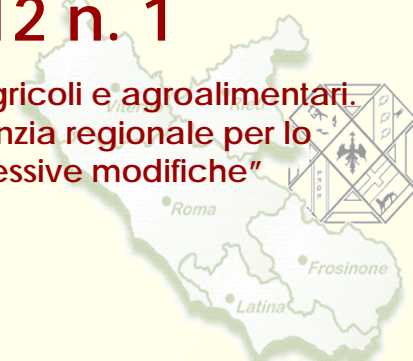 12 n. 1
gricoli e agroalimentari.
nzia regionale per lo
essive modifiche”
Viterbo
Rieti
Roma
Frosinone
Latina